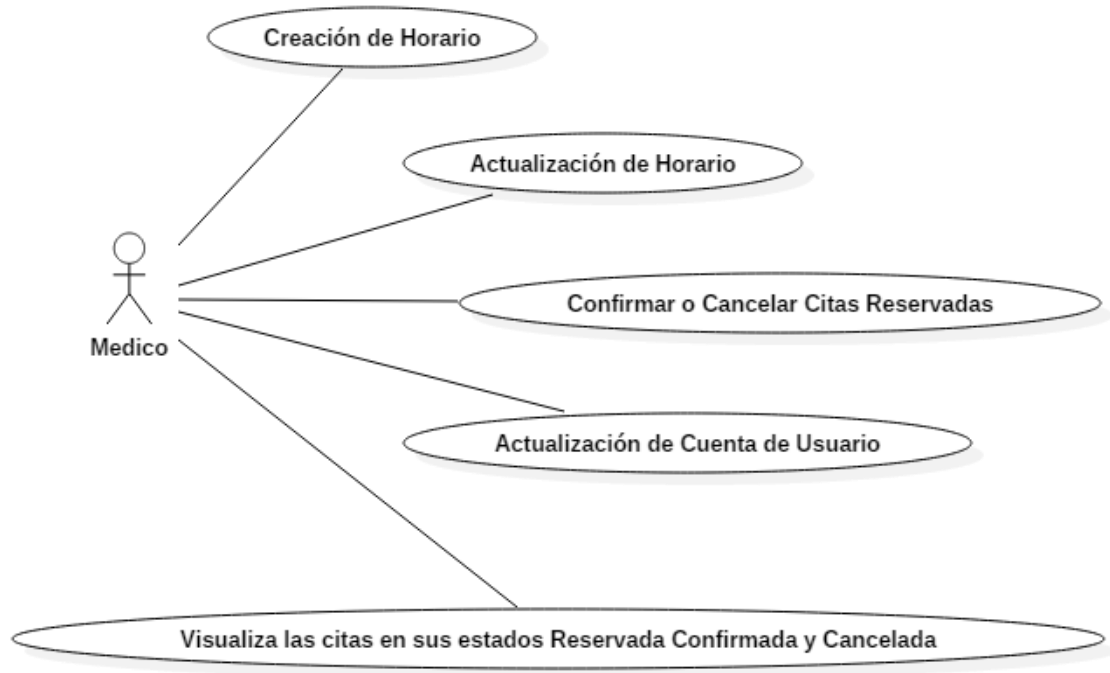 Creación de Horario
Actualización de Horario
Confirmar o Cancelar Citas Reservadas
Medico
Actualización de Cuenta de Usuario
Visualiza las citas en sus estados Reservada Confirmada y Cancelada